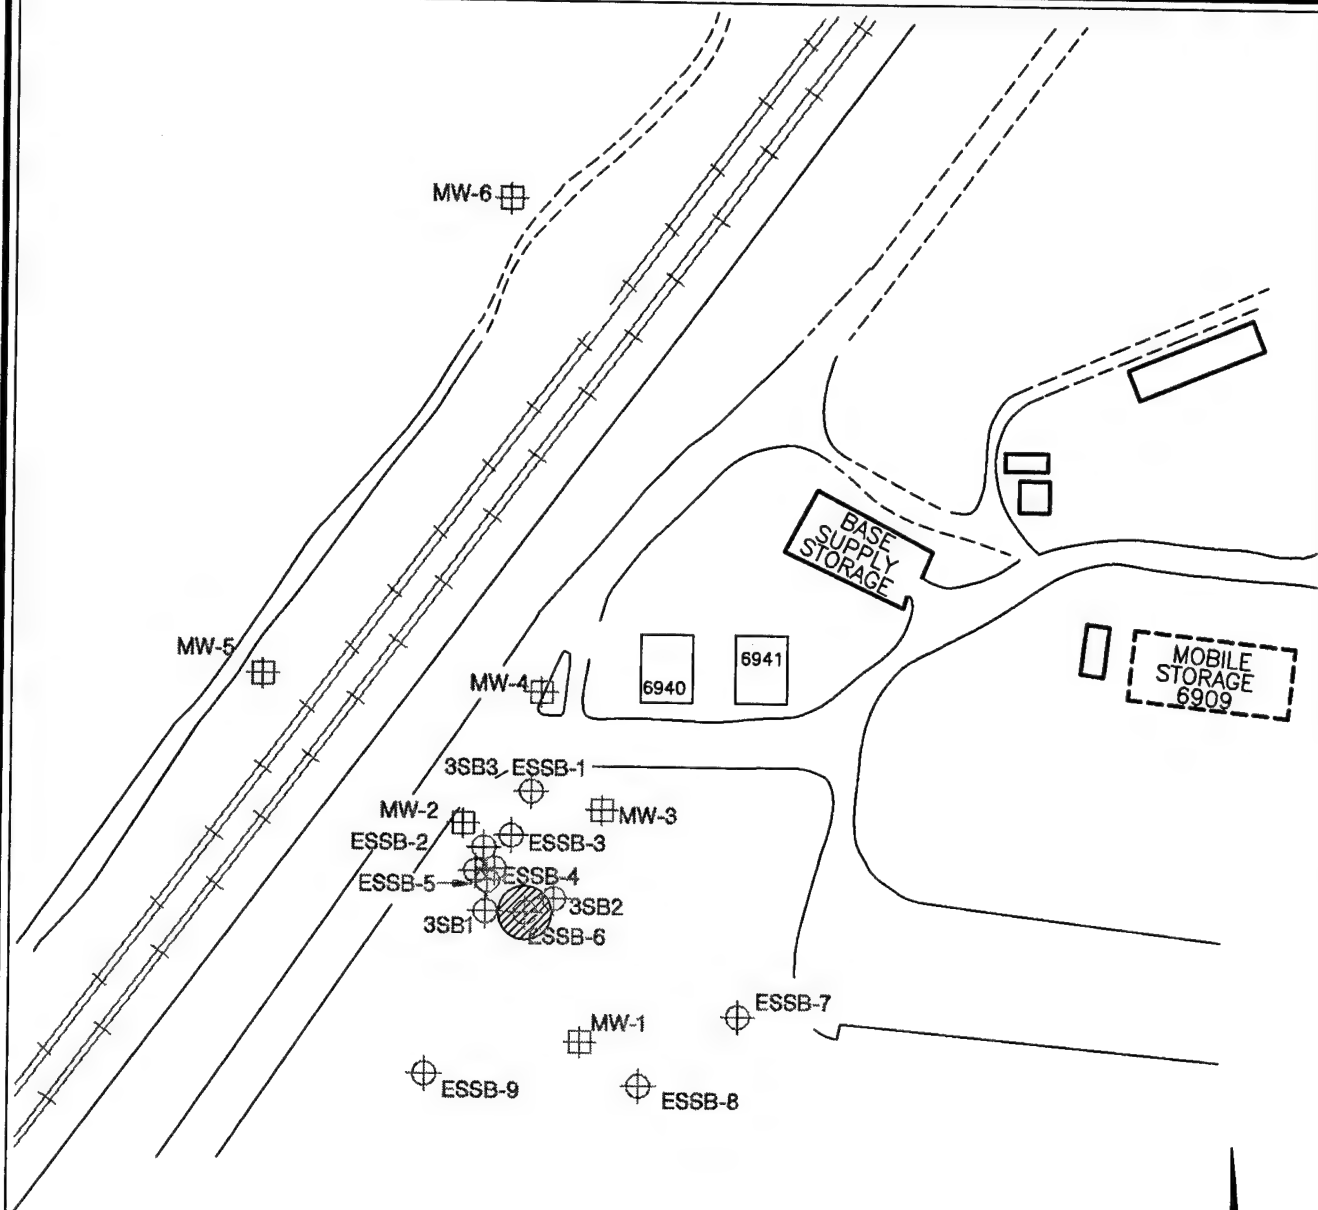 MW-6
BASE
SUPPLY
STORAGE
MW-5
6941
MOBILE
STORAGE
6909
MW-4
6940
3SB3
ESSB-1
MW-2
MW-3
ESSB-2
ESSB-3
ESSB-4
ESSB-5
3SB2
3SB1
ESSB-6
ESSB-7
MW-1
ESSB-9
ESSB-8